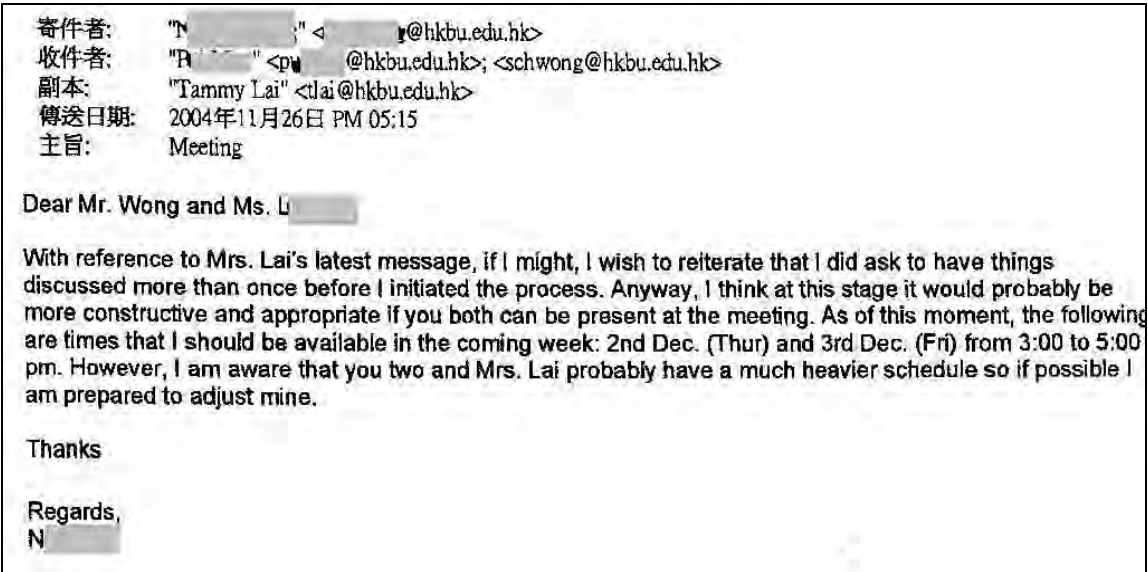 寄件者: "N ;" < @hkbu.edu.hk>
收件者: " " < @hkbu.edu.hk>; <schwong@hkbu.edu.hk>
副本: "Tammy Lai" <tlai@hkbu.edu.hk>
傳送日期: 2004年11月26日 PM 05:15
主旨: Meeting
Dear Mr. Wong and Ms. L
With reference to Mrs. Lai's latest message, if I might, I wish to reiterate that I did ask to have things
discussed more than once before I initiated the process. Anyway, I think at this stage it would probably be
more constructive and appropriate if you both can be present at the meeting. As of this moment, the following
are times that I should be available in the coming week: 2nd Dec. (Thur) and 3rd Dec. (Fri) from 3:00 to 5:00
pm. However, I am aware that you two and Mrs. Lai probably have a much heavier schedule so if possible I
am prepared to adjust mine.
Thanks
Regards,
N